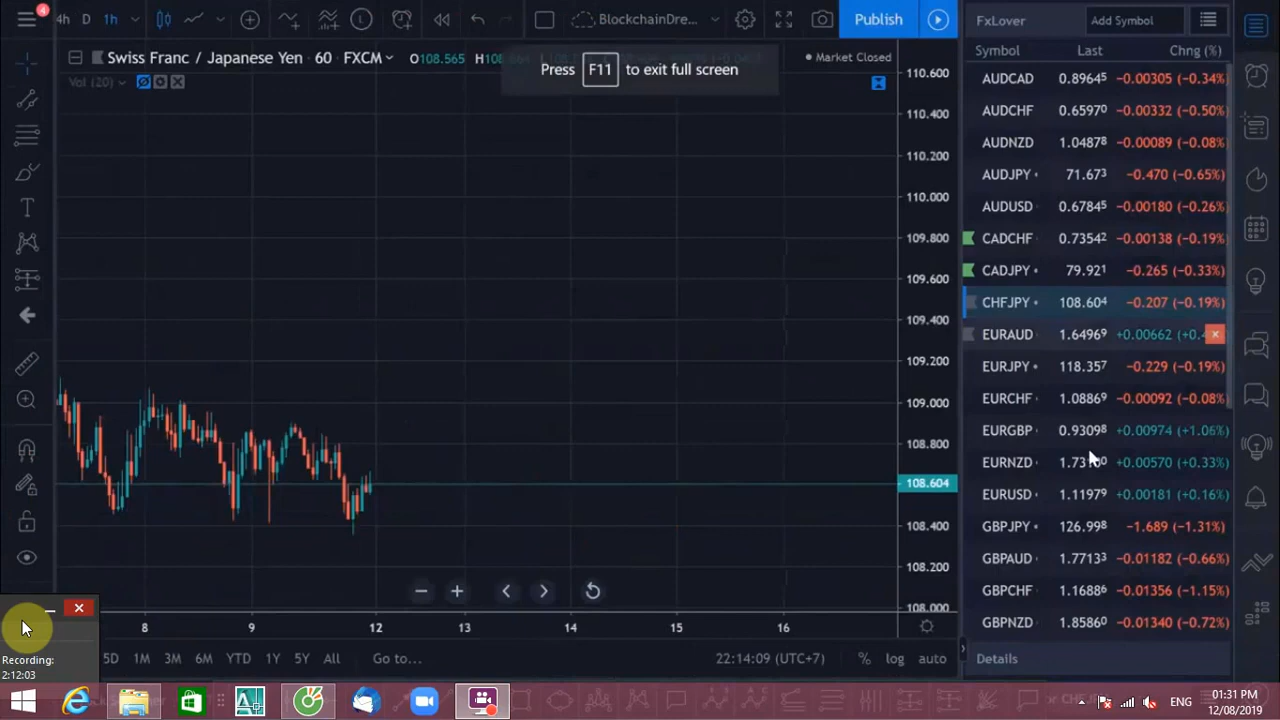 4
4h D 1h BlockchainDre... Publish
FxLover Add Symbol
Swiss Franc / Japanese Yen 60 FXCM O108.565
Press F11 to exit full screen
Market Closed
Vol (20)
Symbol Last Chng (%)
AUDCAD 0.89645 −0.00305 (−0.34%)
AUDCHF 0.65970 −0.00332 (−0.50%)
AUDNZD 1.04878 −0.00089 (−0.08%)
AUDJPY 71.673 −0.470 (−0.65%)
AUDUSD 0.67845 −0.00180 (−0.26%)
CADCHF 0.73542 −0.00138 (−0.19%)
CADJPY 79.921 −0.265 (−0.33%)
CHFJPY 108.604 −0.207 (−0.19%)
EURAUD 1.64969 +0.00662
EURJPY 118.357 −0.229 (−0.19%)
EURCHF 1.08869 −0.00092 (−0.08%)
EURGBP 0.93098 +0.00974 (+1.06%)
EURNZD +0.00570 (+0.33%)
EURUSD 1.11979 +0.00181 (+0.16%)
GBPJPY 126.998 −1.689 (−1.31%)
GBPAUD 1.77133 −0.01182 (−0.66%)
GBPCHF 1.16886 −0.01356 (−1.15%)
GBPNZD 1.85860 −0.01340 (−0.72%)
Details
110.600
110.400
110.200
110.000
109.800
109.600
109.400
109.200
109.000
108.800
108.604
108.400
108.200
108.000
8 9 12 13 14 15 16
5D 1M 3M 6M YTD 1Y 5Y All Go to... 22:14:09 (UTC+7) % log auto
Recording:
2:12:03
ENG
01:31 PM
12/08/2019